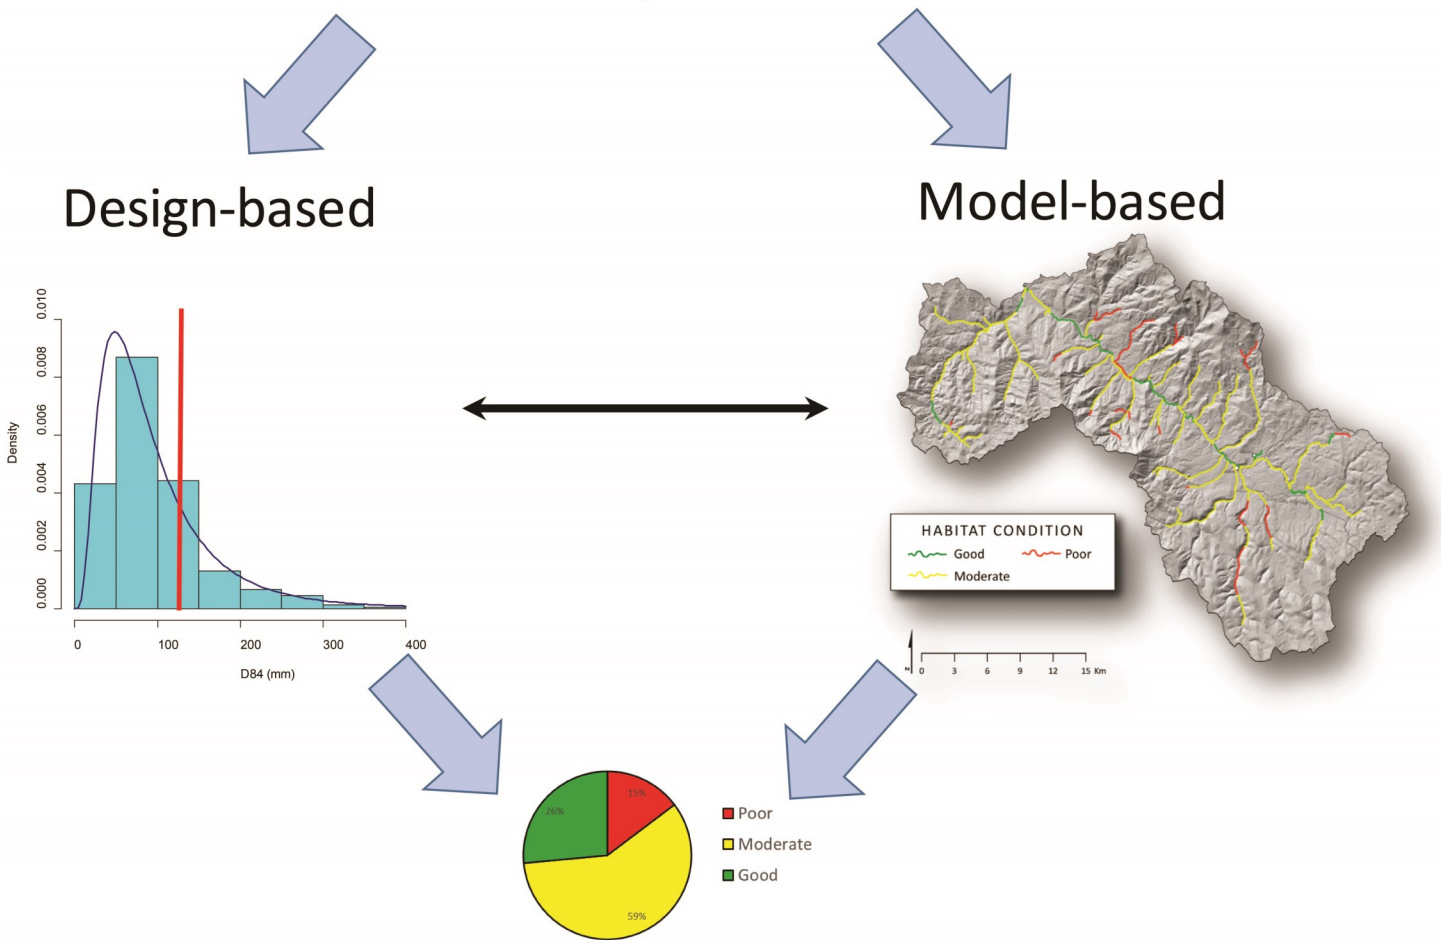 Design-based
Model-based
0.010
0.008
0.006
0.004
0.002
0.000
Density
0 100 200 300 400
D84 (mm)
HABITAT CONDITION
Good Poor
Moderate
N
0 3 6 9 12 15 Km
15%
26%
59%
Poor
Moderate
Good